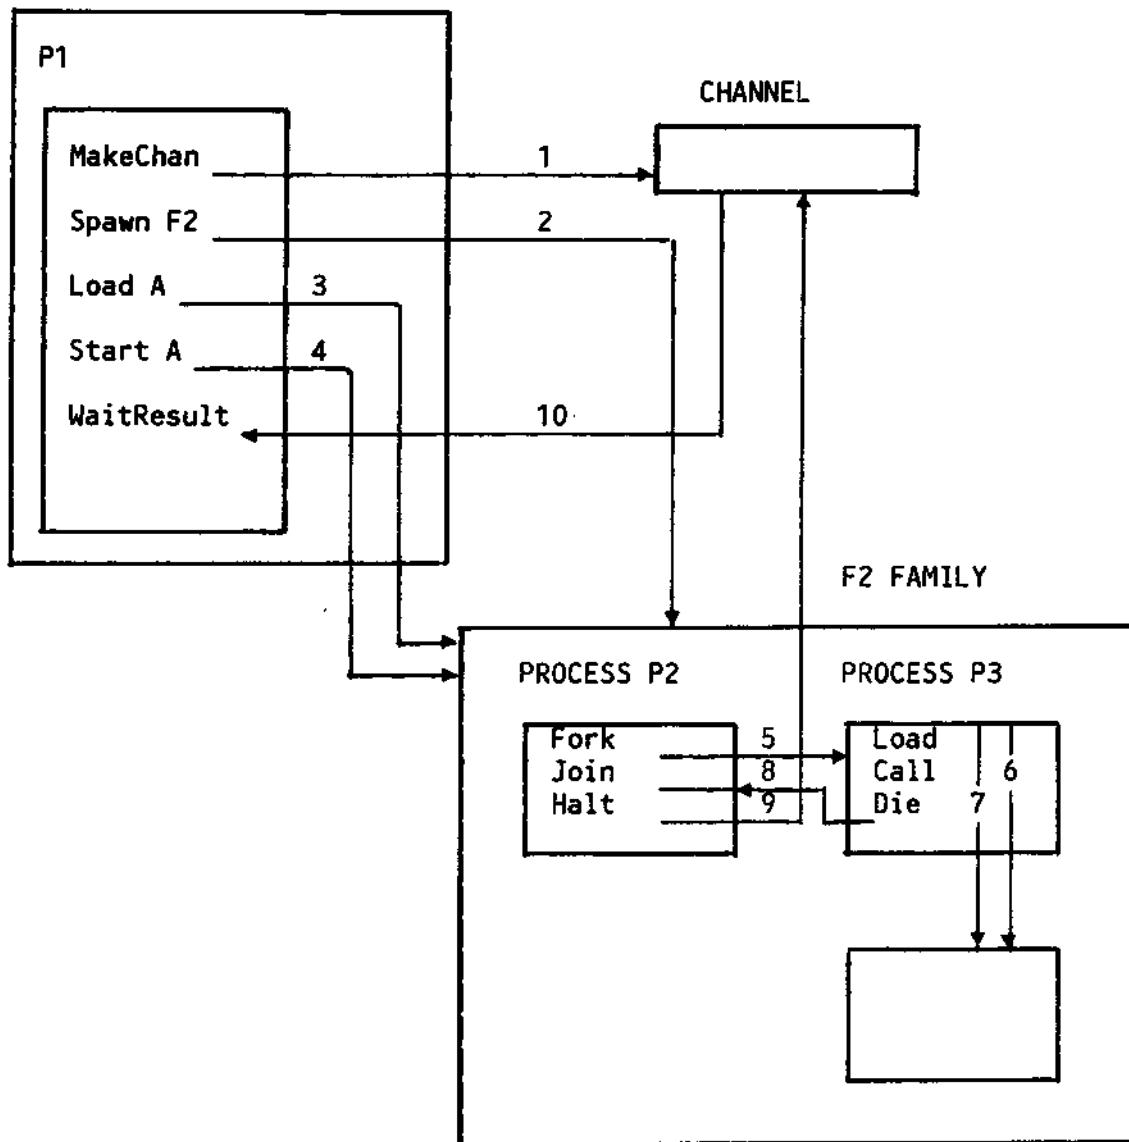 P1
CHANNEL
MakeChan 1
Spawn F2 2
Load A 3
Start A 4
WaitResult 10
F2 FAMILY
PROCESS P2 PROCESS P3
Fork 5 Load
Join 8 Call 6
Halt 9 Die 7